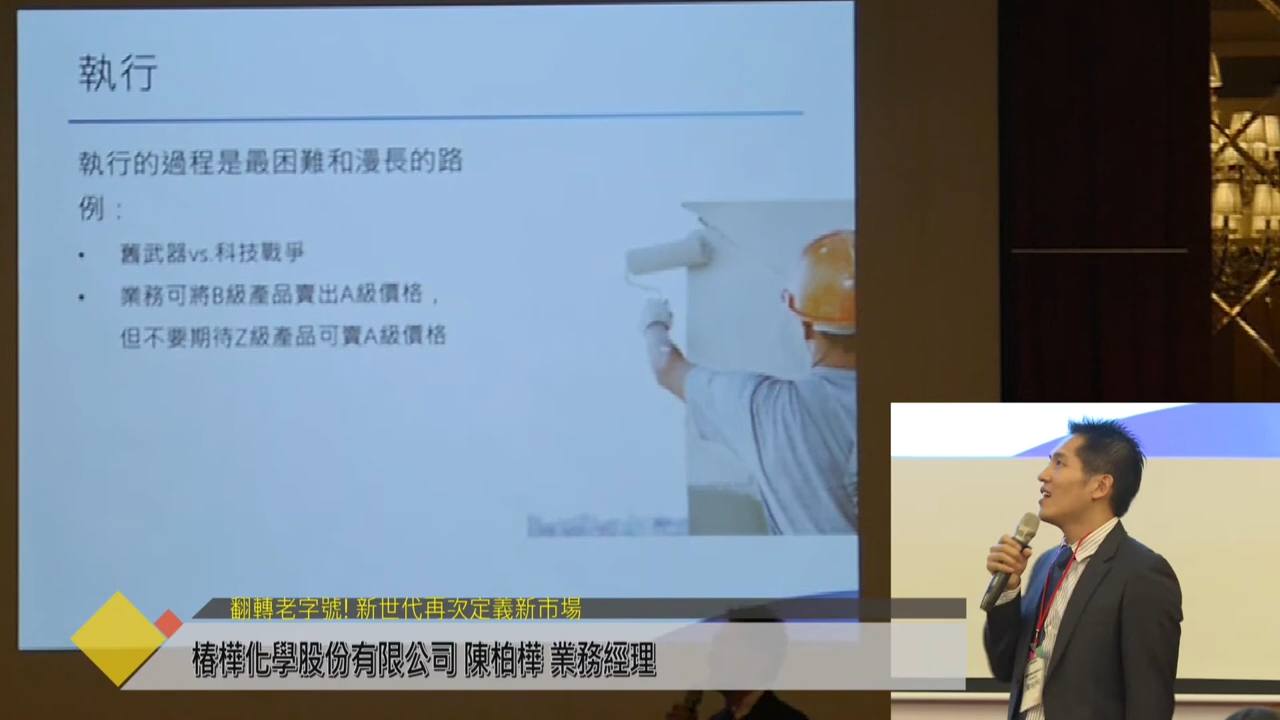 執行
執行的過程是最困難和漫長的路
例：
• 舊武器vs.科技戰爭
• 業務可將B級產品賣出A級價格，
但不要期待Z級產品可賣A級價格
翻轉老字號! 新世代再次定義新市場
椿樺化學股份有限公司 陳柏樺 業務經理